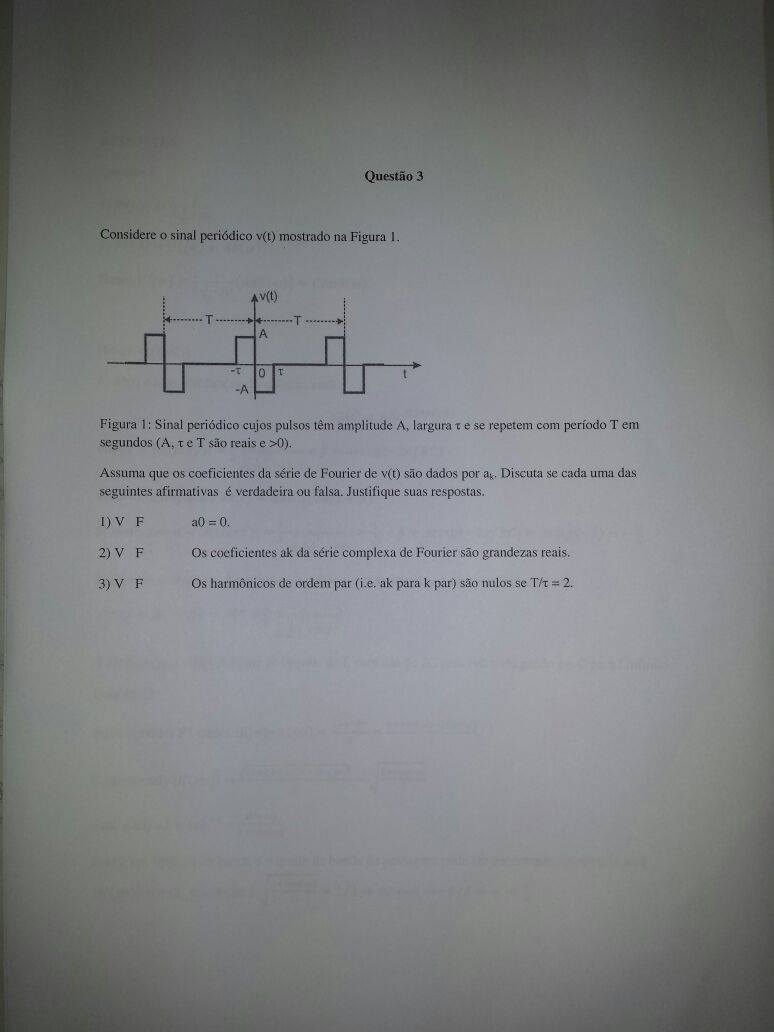 Questão 3
Considere o sinal periódico v(t) mostrado na Figura 1.
v(t)
T T
A
-τ 0 τ t
-A
Figura 1: Sinal periódico cujos pulsos têm amplitude A, largura τ e se repetem com período T em
segundos (A, τ e T são reais e >0).
Assuma que os coeficientes da série de Fourier de v(t) são dados por aₖ. Discuta se cada uma das
seguintes afirmativas é verdadeira ou falsa. Justifique suas respostas.
1) V F a0 = 0.
2) V F Os coeficientes ak da série complexa de Fourier são grandezas reais.
3) V F Os harmônicos de ordem par (i.e. ak para k par) são nulos se T/τ = 2.